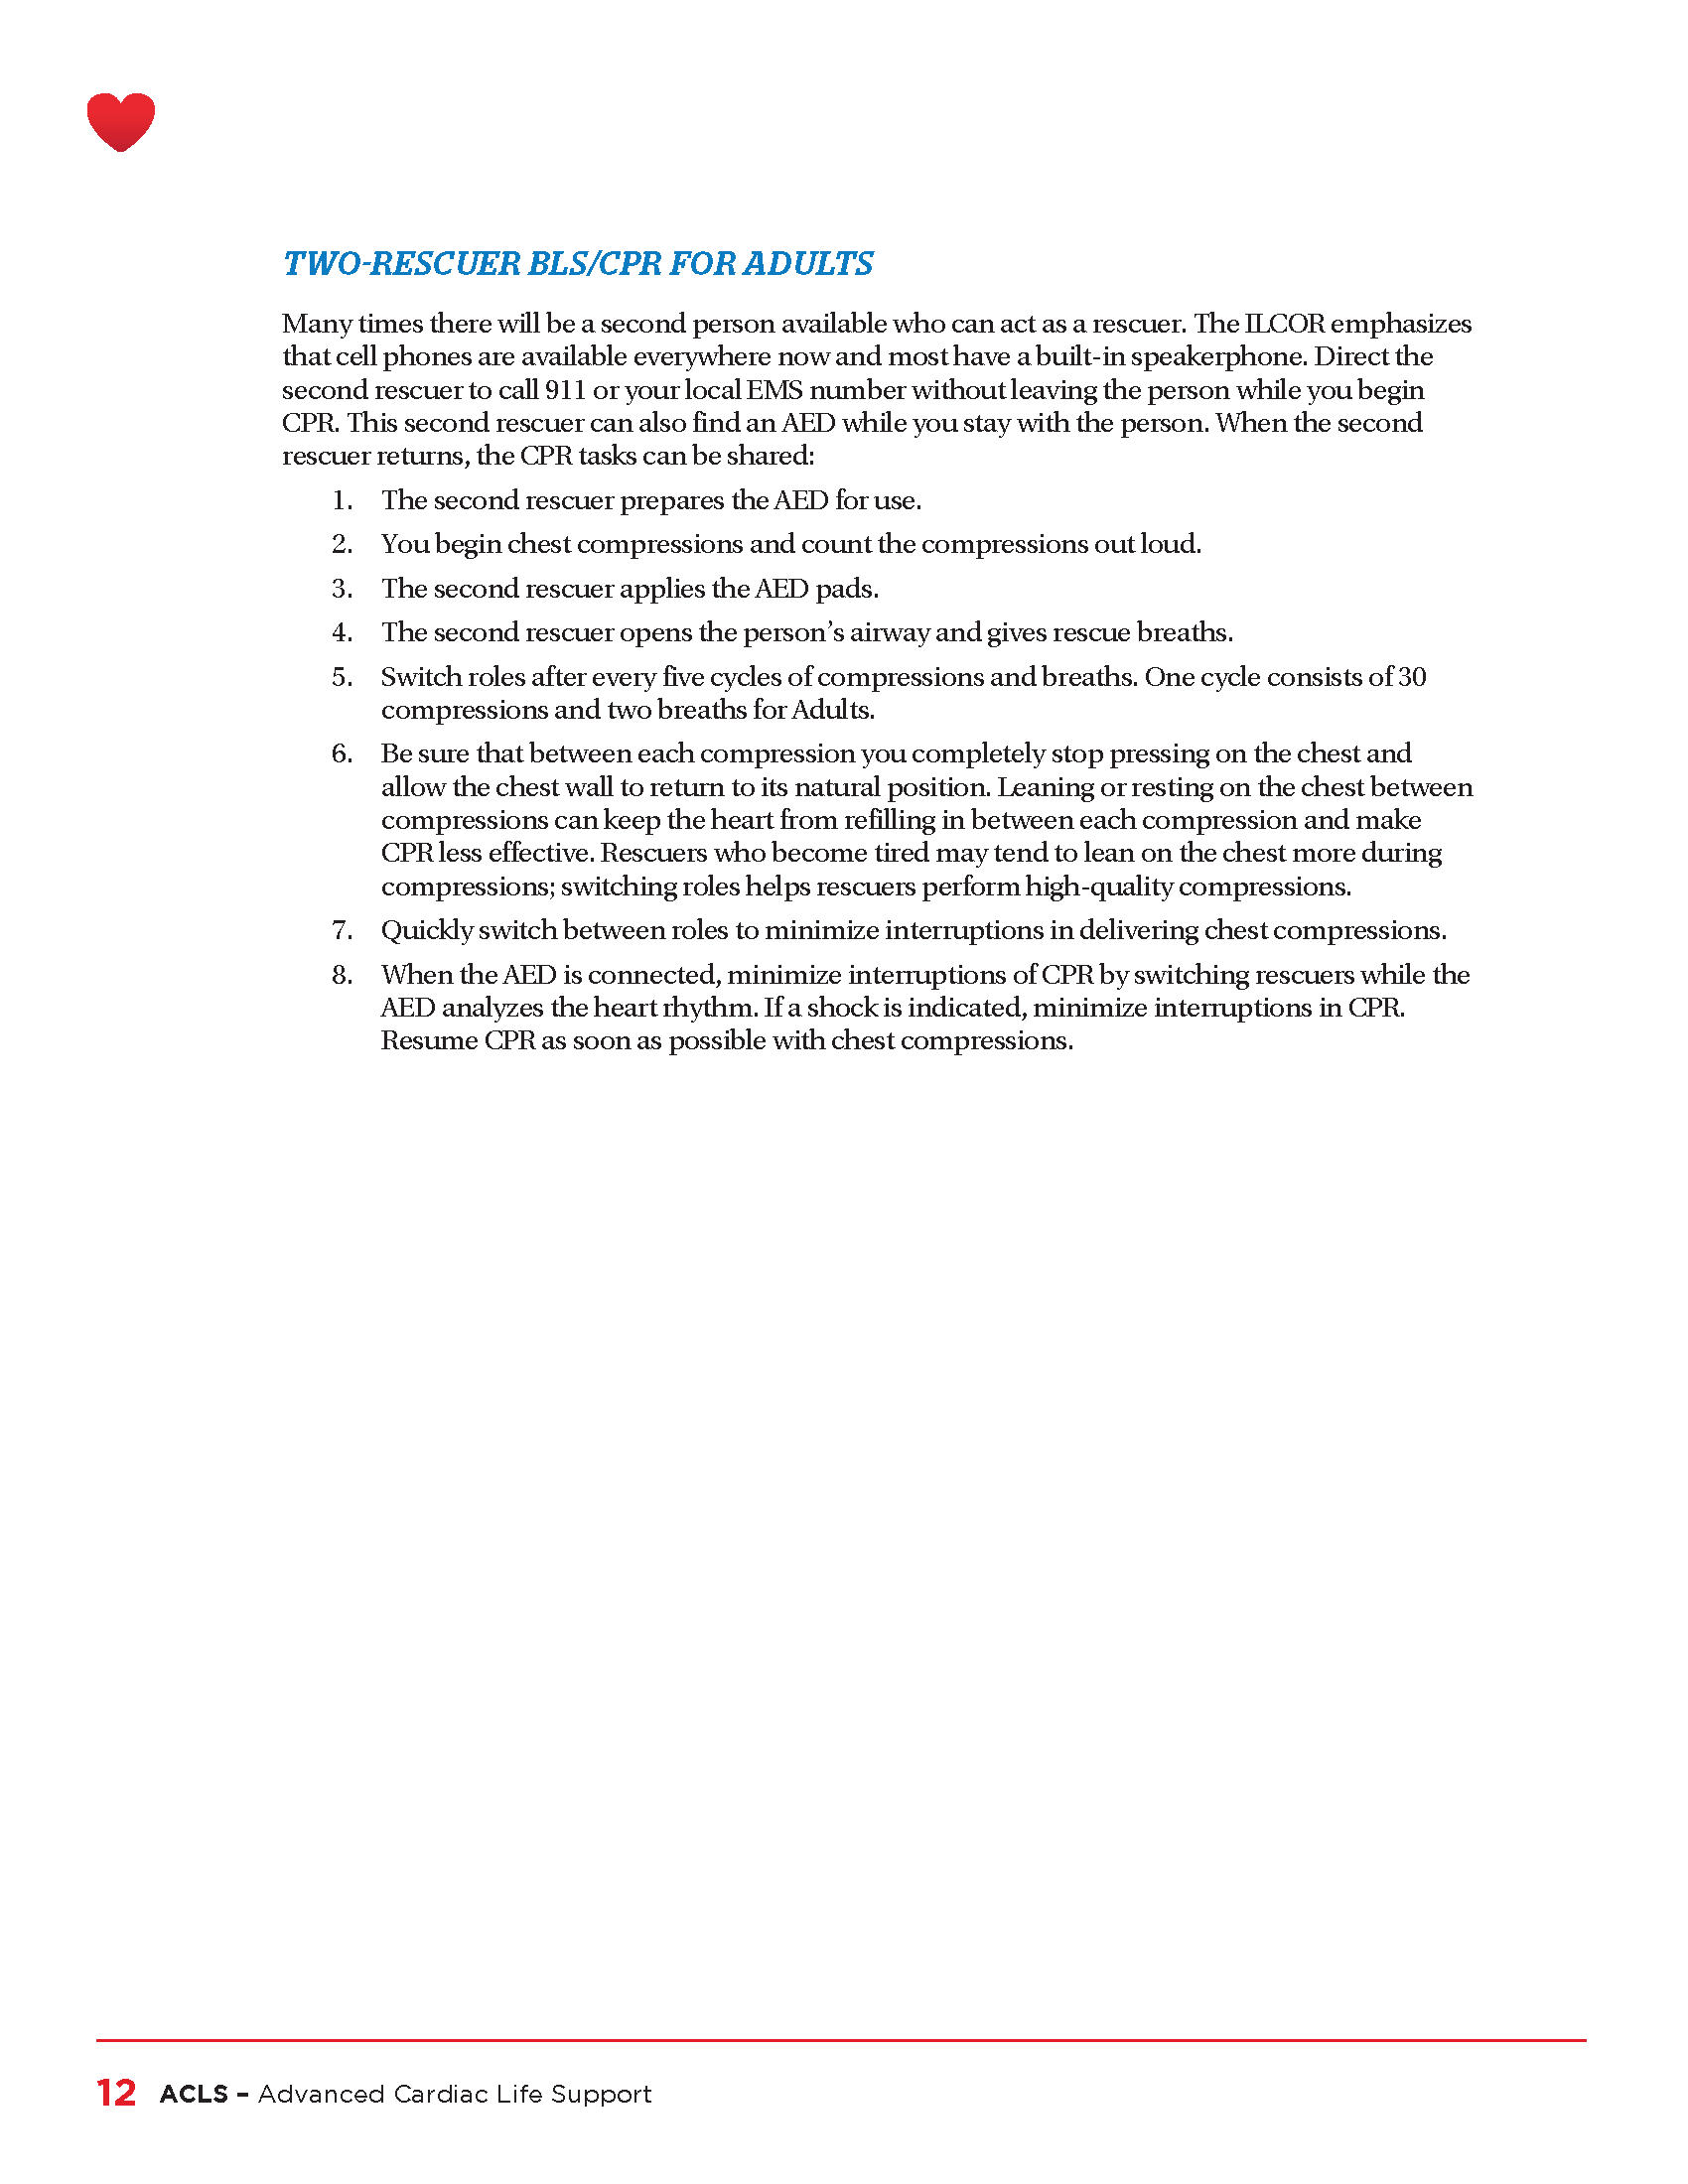 TWO-RESCUER BLS/CPR FOR ADULTS
Many times there will be a second person available who can act as a rescuer. The ILCOR emphasizes
that cell phones are available everywhere now and most have a built-in speakerphone. Direct the
second rescuer to call 911 or your local EMS number without leaving the person while you begin
CPR. This second rescuer can also find an AED while you stay with the person. When the second
rescuer returns, the CPR tasks can be shared:
1. The second rescuer prepares the AED for use.
2. You begin chest compressions and count the compressions out loud.
3. The second rescuer applies the AED pads.
4. The second rescuer opens the person’s airway and gives rescue breaths.
5. Switch roles after every five cycles of compressions and breaths. One cycle consists of 30
compressions and two breaths for Adults.
6. Be sure that between each compression you completely stop pressing on the chest and
allow the chest wall to return to its natural position. Leaning or resting on the chest between
compressions can keep the heart from refilling in between each compression and make
CPR less effective. Rescuers who become tired may tend to lean on the chest more during
compressions; switching roles helps rescuers perform high-quality compressions.
7. Quickly switch between roles to minimize interruptions in delivering chest compressions.
8. When the AED is connected, minimize interruptions of CPR by switching rescuers while the
AED analyzes the heart rhythm. If a shock is indicated, minimize interruptions in CPR.
Resume CPR as soon as possible with chest compressions.
12 ACLS – Advanced Cardiac Life Support